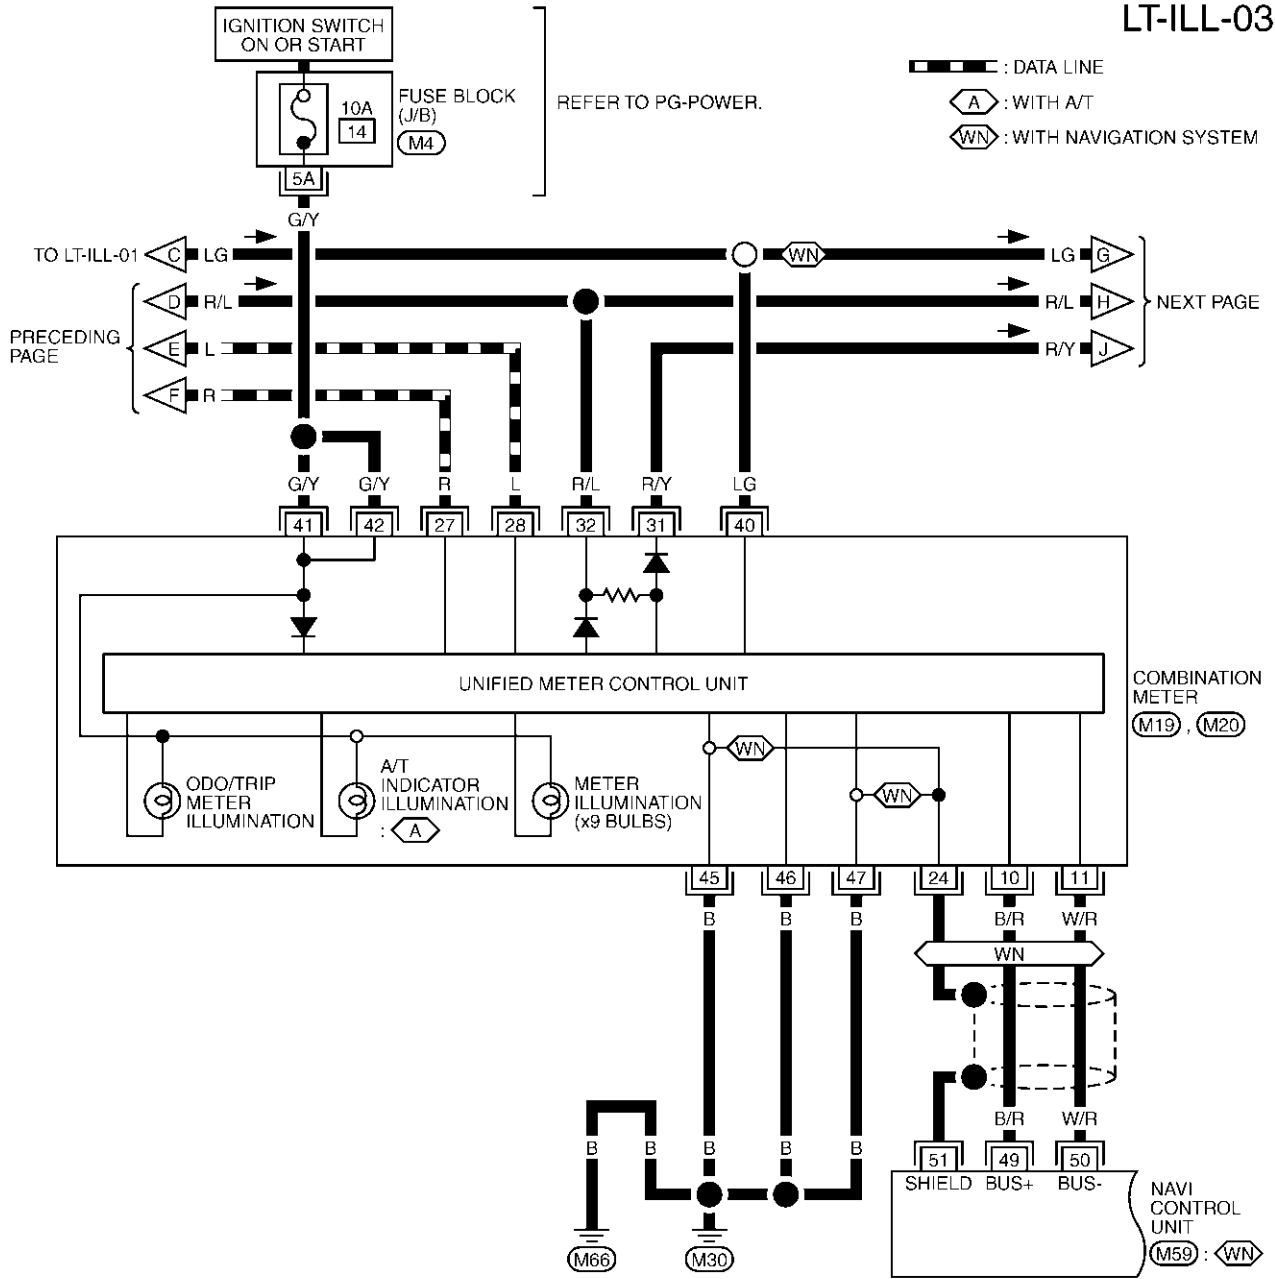 LT-ILL-03
IGNITION SWITCH
ON OR START
FUSE BLOCK
(J/B)
M4
10A
14
5A
REFER TO PG-POWER.
: DATA LINE
A : WITH A/T
WN : WITH NAVIGATION SYSTEM
G/Y
TO LT-ILL-01 C LG WN LG G
D R/L R/L H NEXT PAGE
PRECEDING
PAGE
E L R/Y J
F R
G/Y G/Y R L R/L R/Y LG
41 42 27 28 32 31 40
UNIFIED METER CONTROL UNIT
COMBINATION
METER
M19 , M20
ODO/TRIP
METER
ILLUMINATION
A/T
INDICATOR
ILLUMINATION
: A
METER
ILLUMINATION
(x9 BULBS)
WN
WN
45 46 47 24 10 11
B B B B/R W/R
WN
B/R W/R
B B B B B
51 49 50
SHIELD BUS+ BUS-
NAVI
CONTROL
UNIT
M59 : WN
M66 M30